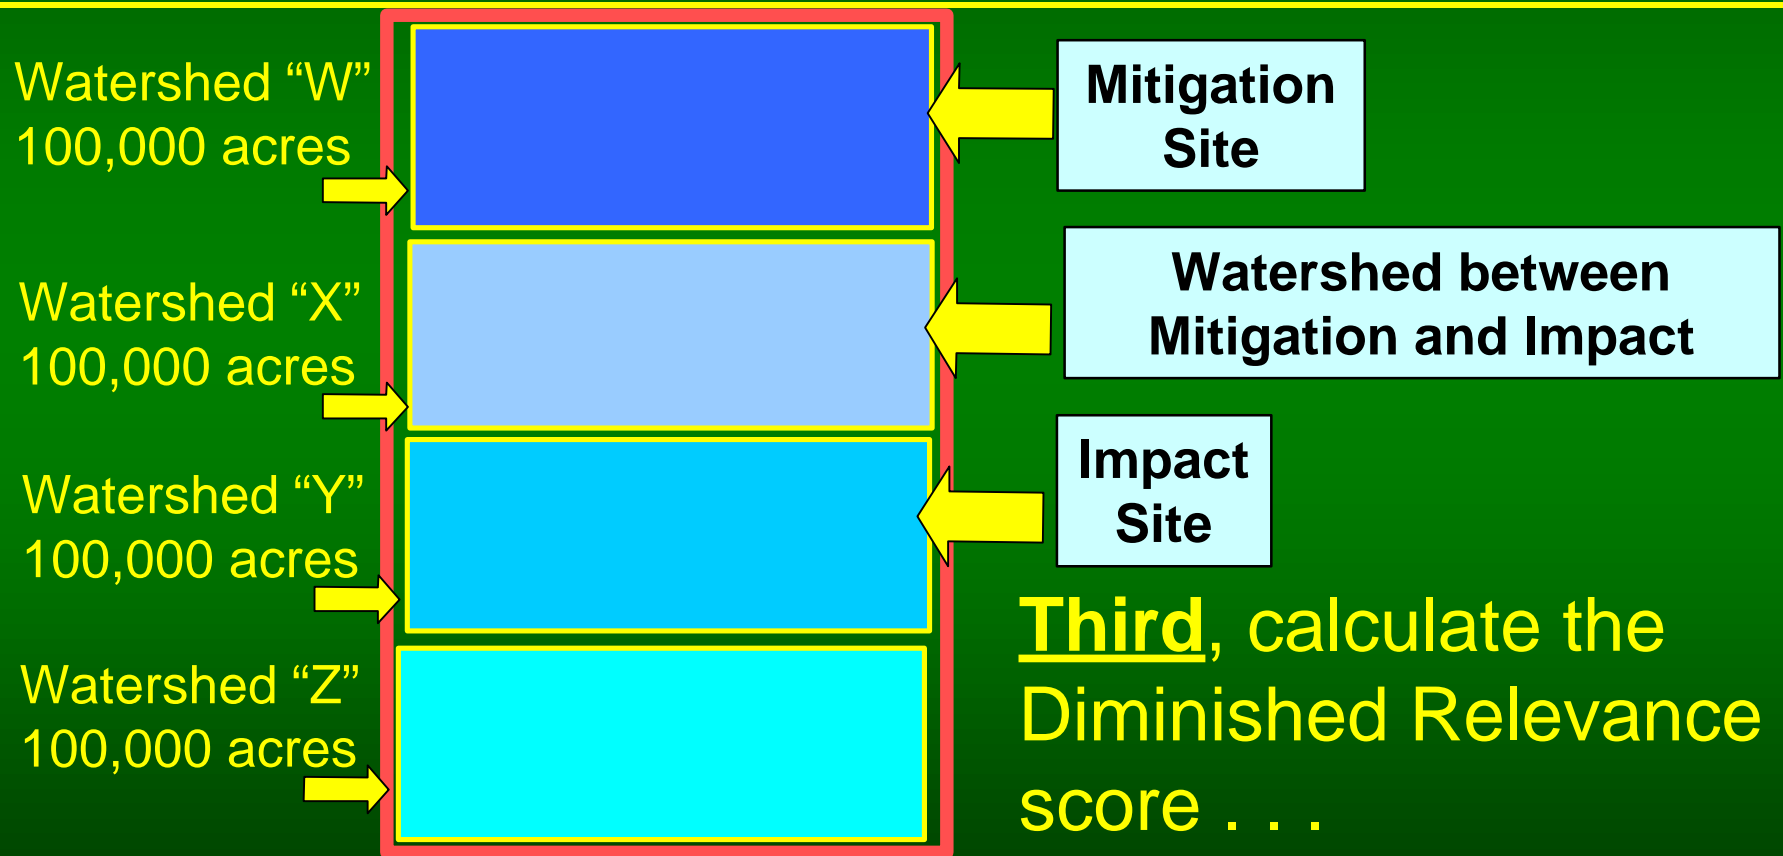 Watershed “W”
100,000 acres
Mitigation
Site
Watershed “X”
100,000 acres
Watershed between
Mitigation and Impact
Watershed “Y”
100,000 acres
Impact
Site
Watershed “Z”
100,000 acres
Third, calculate the
Diminished Relevance
score . . .